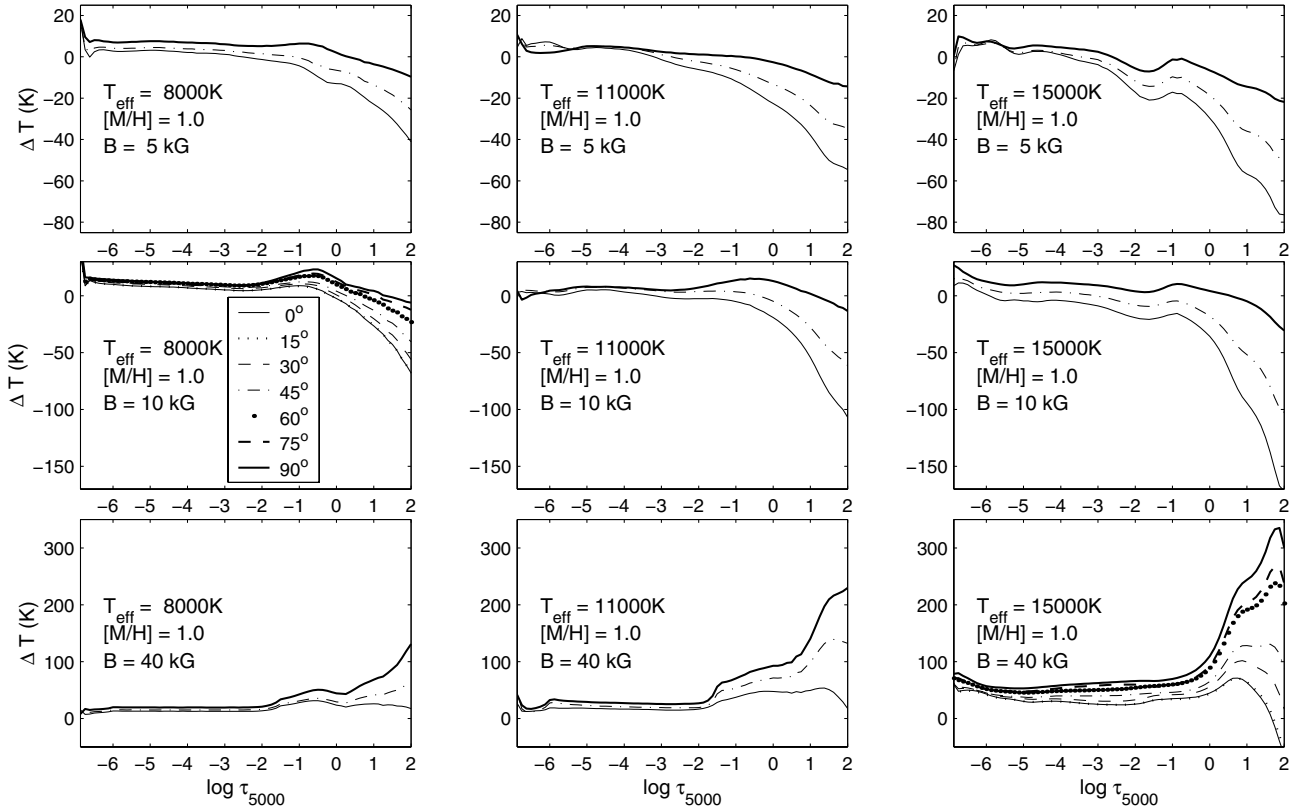 20
0
−20
−40
−60
−80
Δ T (K)
T_eff = 8000K
[M/H] = 1.0
B = 5 kG
−6 −5 −4 −3 −2 −1 0 1 2
20
0
−20
−40
−60
−80
T_eff = 11000K
[M/H] = 1.0
B = 5 kG
−6 −5 −4 −3 −2 −1 0 1 2
20
0
−20
−40
−60
−80
T_eff = 15000K
[M/H] = 1.0
B = 5 kG
−6 −5 −4 −3 −2 −1 0 1 2
0
−50
−100
−150
Δ T (K)
T_eff = 8000K
[M/H] = 1.0
B = 10 kG
0°
15°
30°
45°
60°
75°
90°
−6 −5 −4 −3 −2 −1 0 1 2
0
−50
−100
−150
T_eff = 11000K
[M/H] = 1.0
B = 10 kG
−6 −5 −4 −3 −2 −1 0 1 2
0
−50
−100
−150
T_eff = 15000K
[M/H] = 1.0
B = 10 kG
−6 −5 −4 −3 −2 −1 0 1 2
300
200
100
0
Δ T (K)
T_eff = 8000K
[M/H] = 1.0
B = 40 kG
−6 −5 −4 −3 −2 −1 0 1 2
log τ_5000
300
200
100
0
T_eff = 11000K
[M/H] = 1.0
B = 40 kG
−6 −5 −4 −3 −2 −1 0 1 2
log τ_5000
300
200
100
0
T_eff = 15000K
[M/H] = 1.0
B = 40 kG
−6 −5 −4 −3 −2 −1 0 1 2
log τ_5000